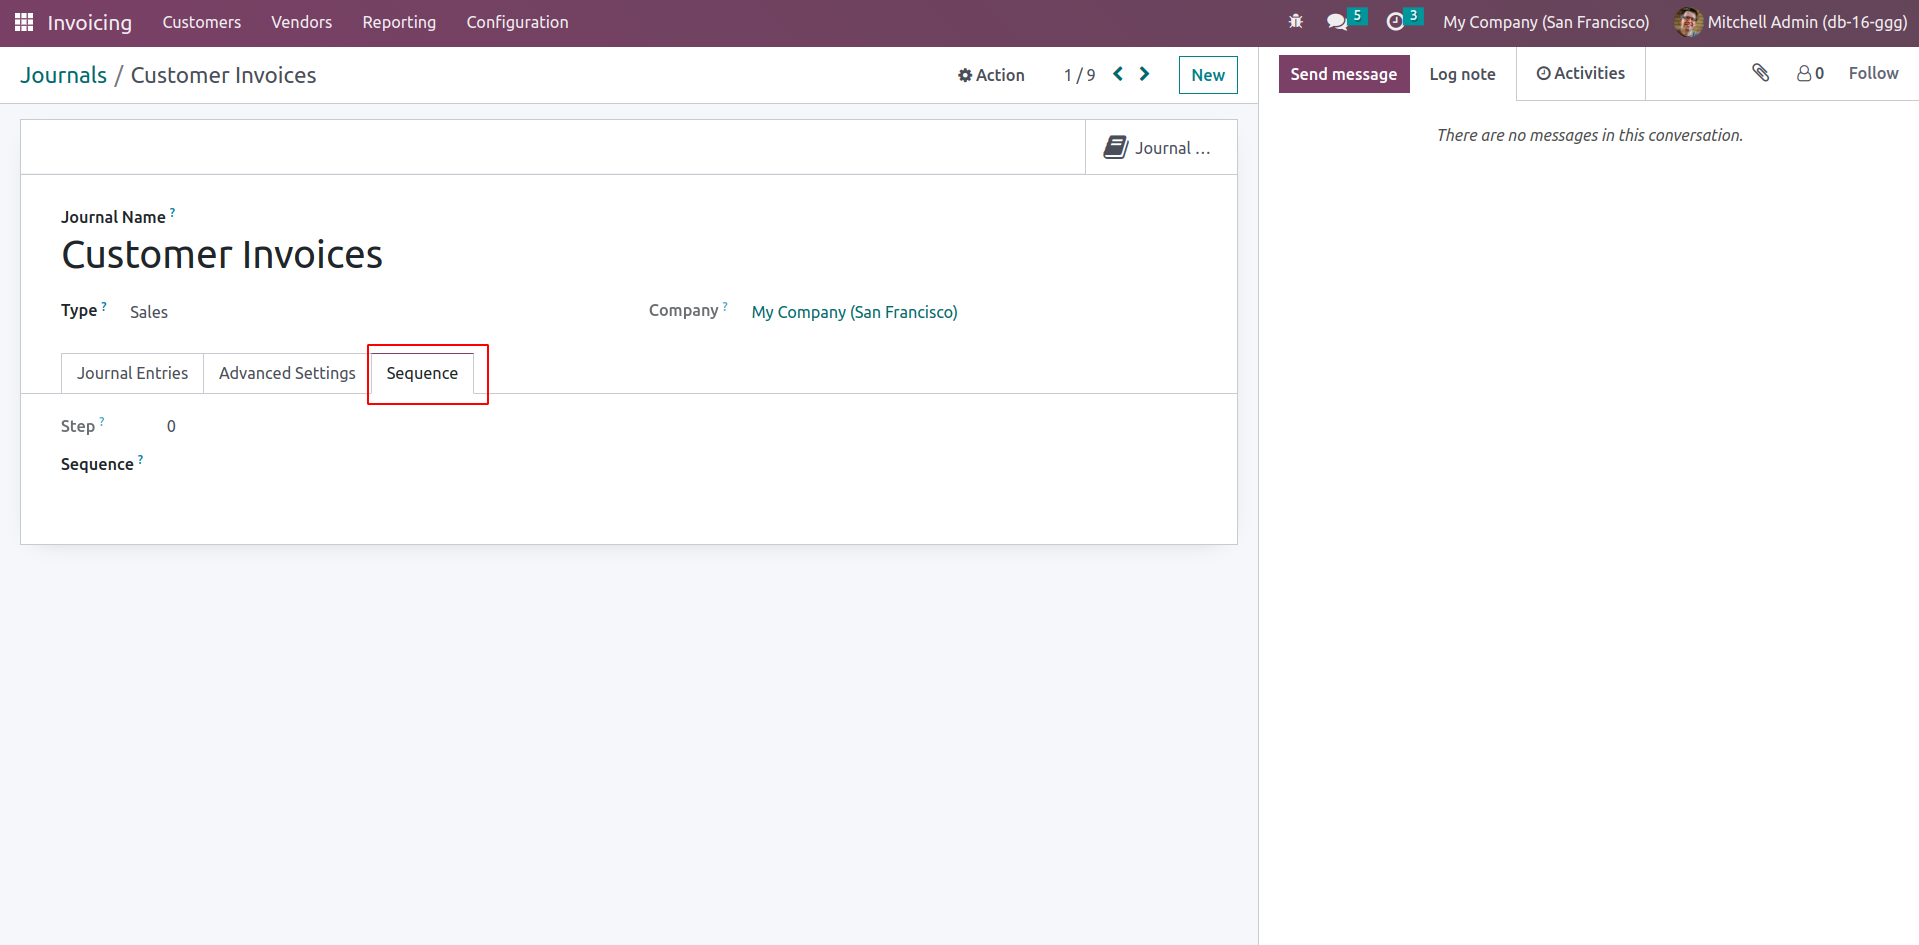 Invoicing Customers Vendors Reporting Configuration 5 3 My Company (San Francisco) Mitchell Admin (db-16-ggg)
Journals / Customer Invoices Action 1 / 9 New Send message Log note Activities 0 Follow
There are no messages in this conversation.
Journal ...
Journal Name ?
Customer Invoices
Type ? Sales Company ? My Company (San Francisco)
Journal Entries Advanced Settings Sequence
Step ? 0
Sequence ?